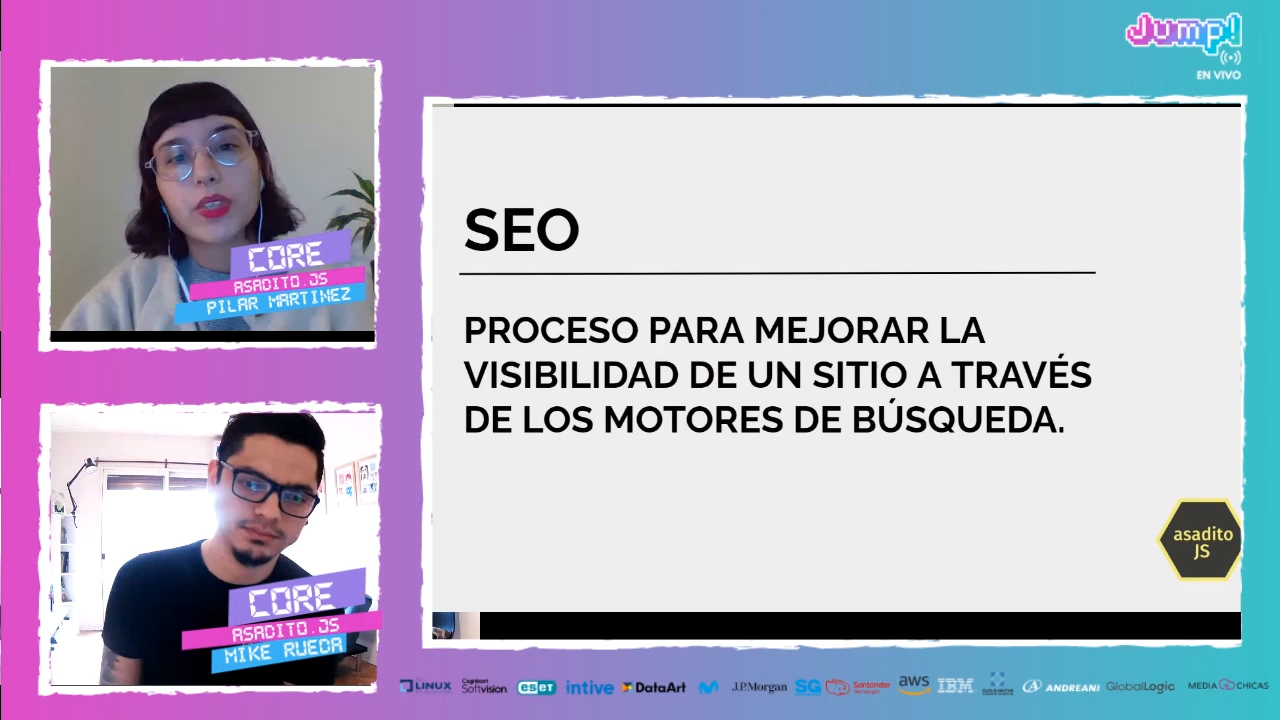 Jump!
EN VIVO
CORE
ASADITO.JS
PILAR MARTINEZ
SEO
PROCESO PARA MEJORAR LA
VISIBILIDAD DE UN SITIO A TRAVÉS
DE LOS MOTORES DE BÚSQUEDA.
asadito
JS
CORE
ASADITO.JS
MIKE RUEDA
LINUX
Cognizant
Softvision
eset
intive
DataArt
J.P.Morgan
SG
Santander
Tecnología
aws
IBM
ANDREANI
GlobalLogic
MEDIA CHICAS